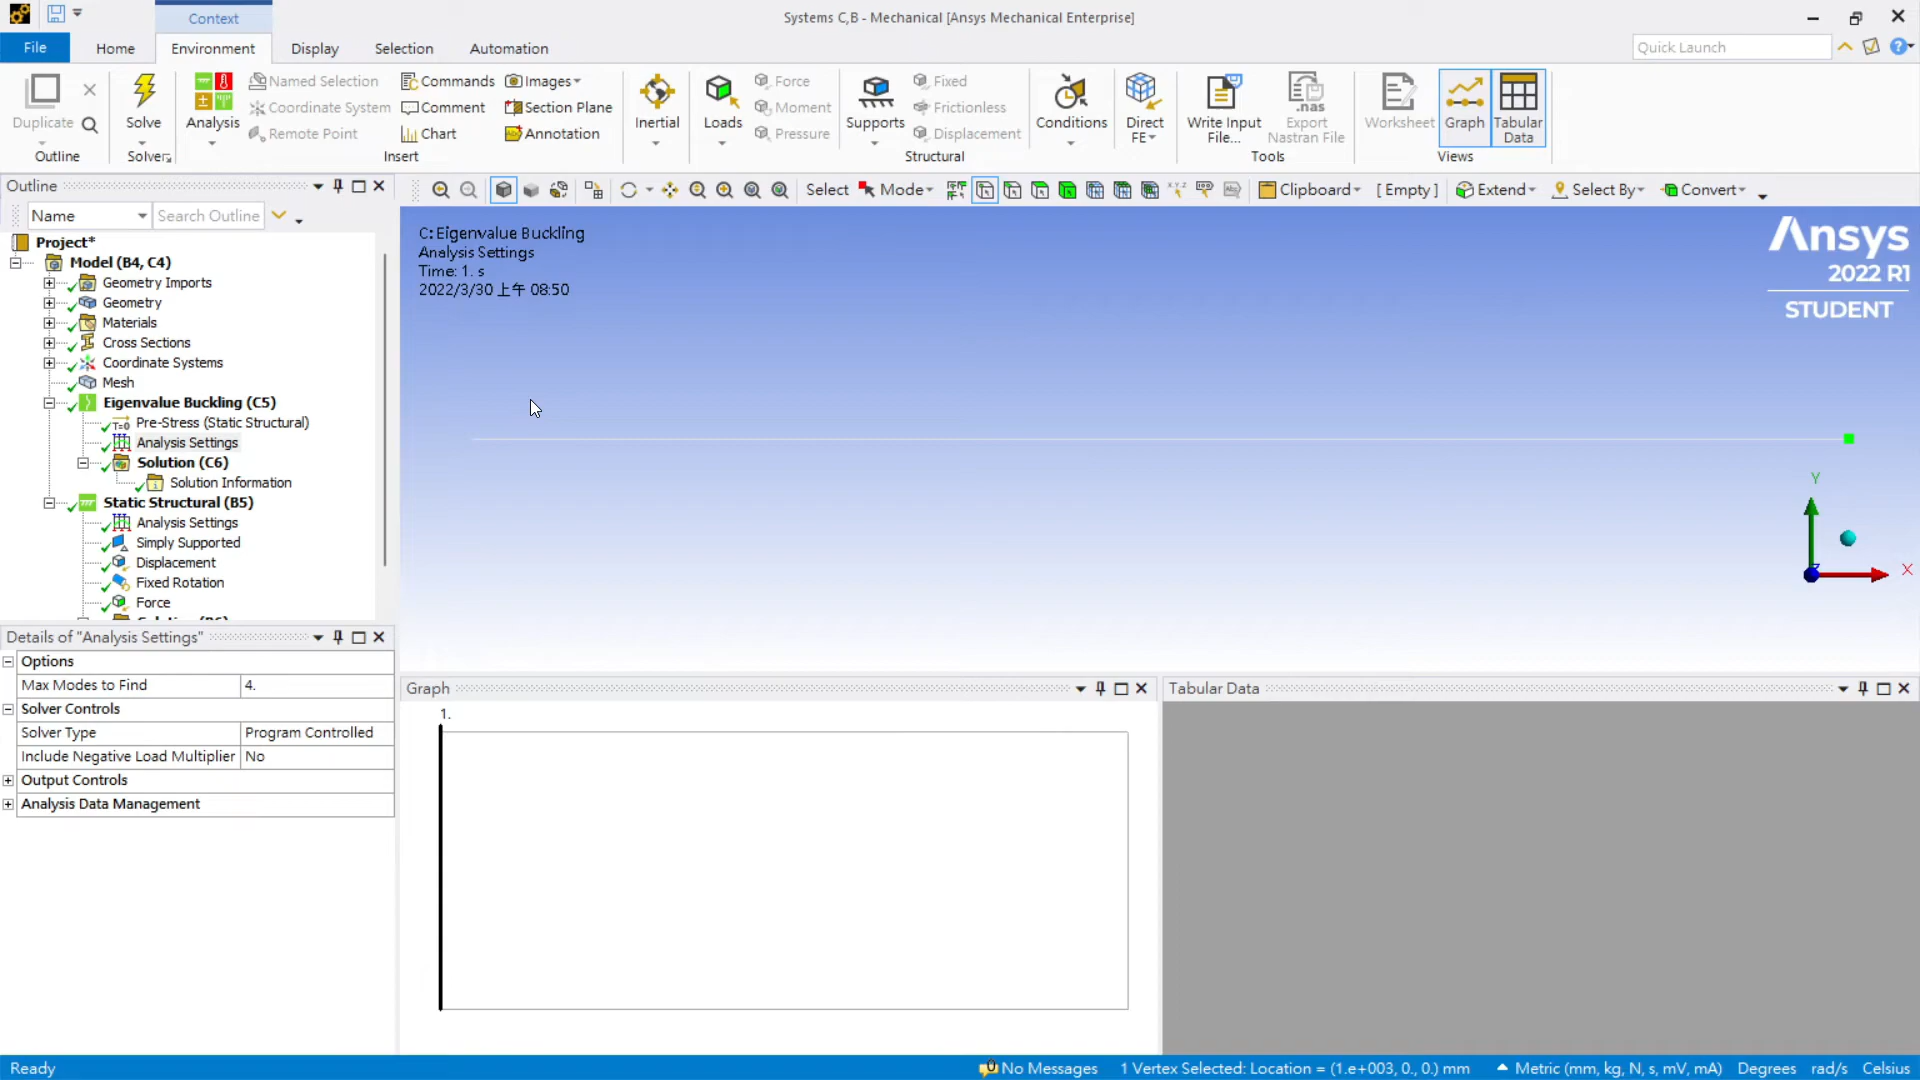 Context
Systems C,B - Mechanical [Ansys Mechanical Enterprise]
File
Home
Environment
Display
Selection
Automation
Quick Launch
Duplicate
Outline
Solve
Solver
Analysis
Named Selection
Coordinate System
Remote Point
Commands
Comment
Chart
Images
Section Plane
Annotation
Insert
Inertial
Loads
Force
Moment
Pressure
Supports
Fixed
Frictionless
Displacement
Structural
Conditions
Direct
FE
Write Input
File...
.nas
Export
Nastran File
Tools
Worksheet
Graph
Tabular
Data
Views
Outline
Select
Mode
Clipboard
[ Empty ]
Extend
Select By
Convert
Name
Search Outline
Project*
Model (B4, C4)
Geometry Imports
Geometry
Materials
Cross Sections
Coordinate Systems
Mesh
Eigenvalue Buckling (C5)
T=0 Pre-Stress (Static Structural)
Analysis Settings
Solution (C6)
Solution Information
Static Structural (B5)
Analysis Settings
Simply Supported
Displacement
Fixed Rotation
Force
C: Eigenvalue Buckling
Analysis Settings
Time: 1. s
2022/3/30 上午 08:50
Ansys
2022 R1
STUDENT
Y
X
Details of "Analysis Settings"
Options
Max Modes to Find 4.
Solver Controls
Solver Type Program Controlled
Include Negative Load Multiplier No
Output Controls
Analysis Data Management
Graph
1.
Tabular Data
Ready
No Messages
1 Vertex Selected: Location = (1.e+003, 0., 0.) mm
Metric (mm, kg, N, s, mV, mA)
Degrees
rad/s
Celsius